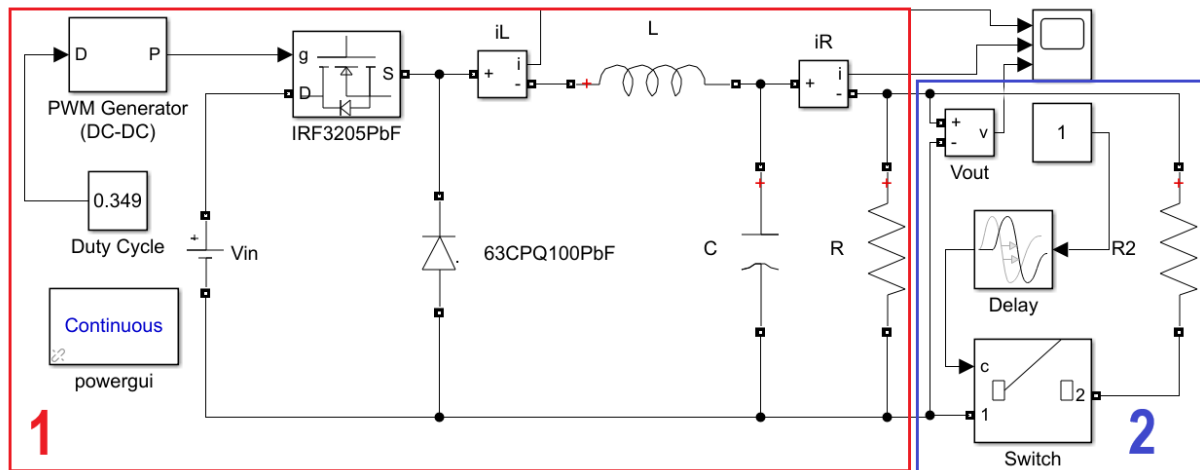 iL
L
iR
g
D
P
i
i
S
+
-
+
+
-
D
PWM Generator
(DC-DC)
IRF3205PbF
+
v
-
1
Vout
0.349
Duty Cycle
+
Vin
63CPQ100PbF
C
R
R2
Delay
Continuous
powergui
c
2
1
Switch
1
2